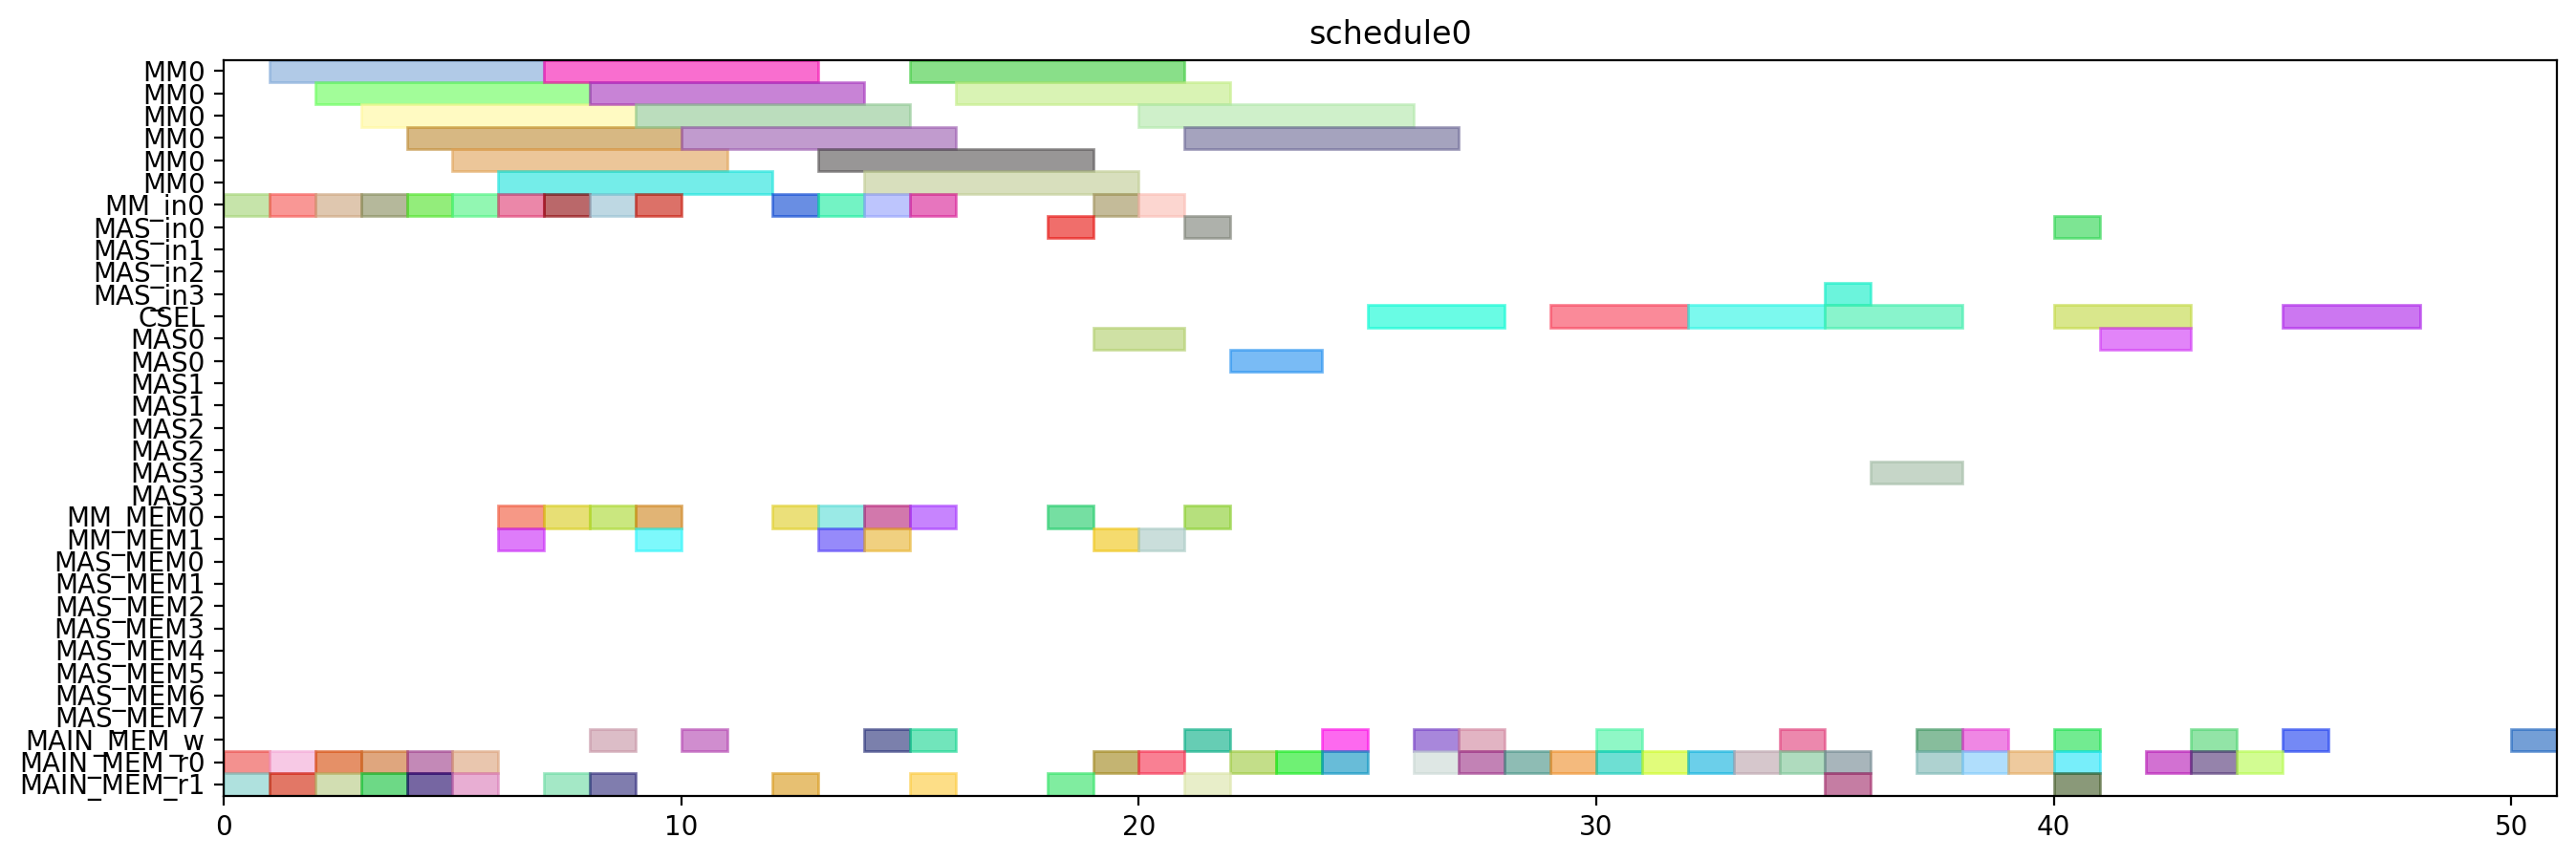 schedule0
MM0
MM0
MM0
MM0
MM0
MM0
MM_in0
MAS_in0
MAS_in1
MAS_in2
MAS_in3
CSEL
MAS0
MAS0
MAS1
MAS1
MAS2
MAS2
MAS3
MAS3
MM_MEM0
MM_MEM1
MAS_MEM0
MAS_MEM1
MAS_MEM2
MAS_MEM3
MAS_MEM4
MAS_MEM5
MAS_MEM6
MAS_MEM7
MAIN_MEM_w
MAIN_MEM_r0
MAIN_MEM_r1
0 10 20 30 40 50